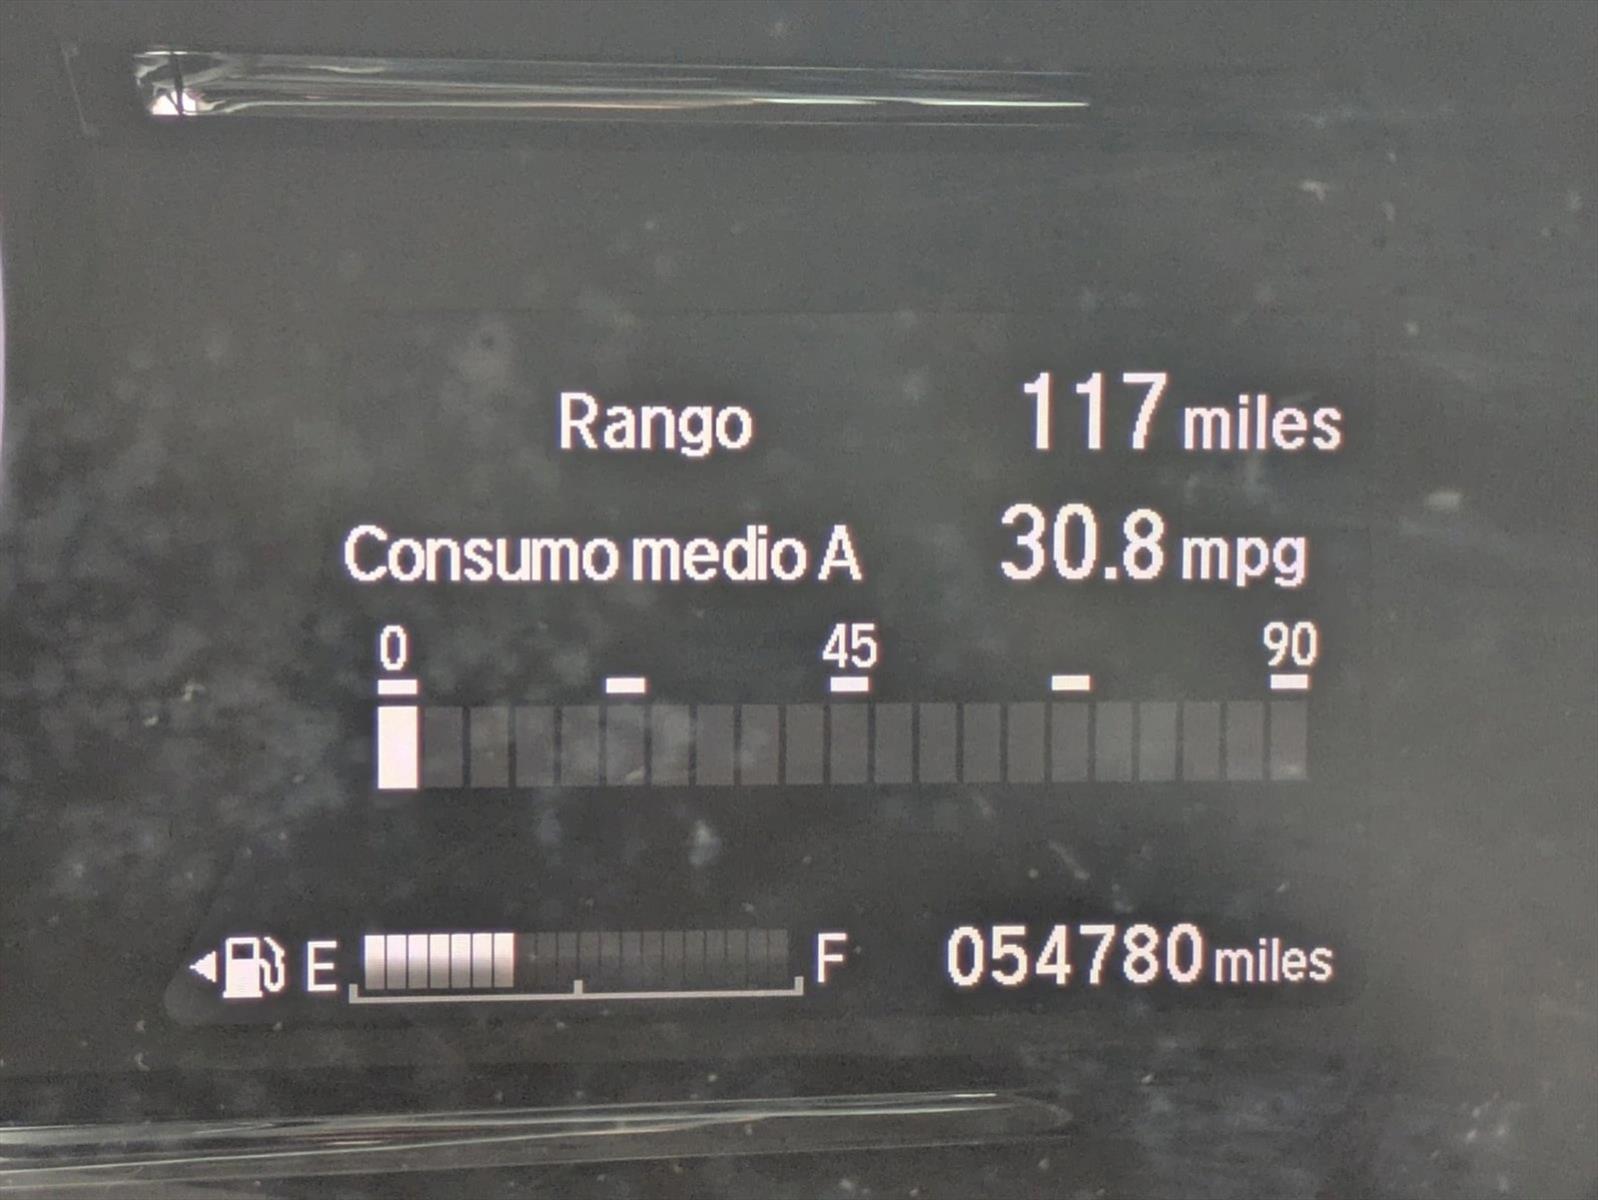 Rango 117 miles
Consumo medio A 30.8 mpg
0 45 90
E F 054780 miles